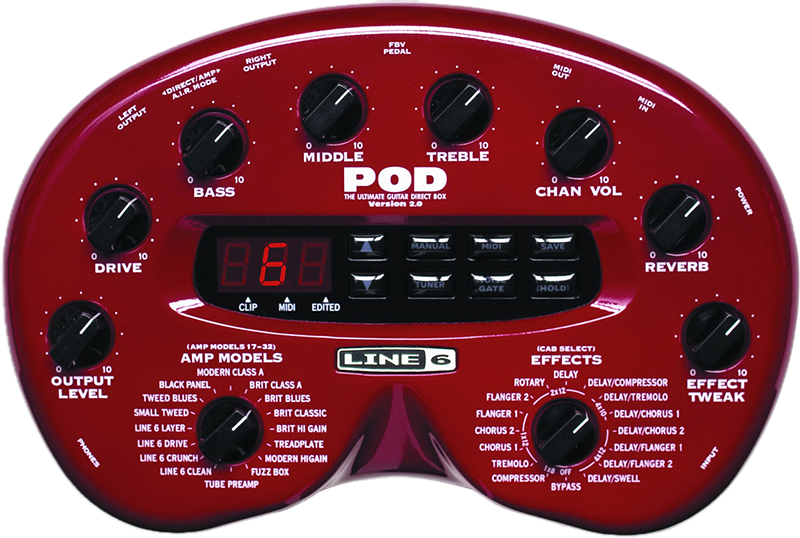 FBV
PEDAL
RIGHT
OUTPUT
◄DIRECT/AMP►
A.I.R. MODE
LEFT
OUTPUT
MIDI
OUT
MIDI
IN
0 10
MIDDLE
0 10
TREBLE
0 10
BASS
0 10
CHAN VOL
POD
THE ULTIMATE GUITAR DIRECT BOX
Version 2.0
POWER
0 10
DRIVE
0 10
REVERB
6
▲
MANUAL
MIDI
SAVE
▼
TUNER
NOISE
GATE
(HOLD)
CLIP MIDI EDITED
0 10
OUTPUT
LEVEL
0 10
EFFECT
TWEAK
LINE 6
(AMP MODELS 17-32)
AMP MODELS
MODERN CLASS A
BLACK PANEL
BRIT CLASS A
TWEED BLUES
BRIT BLUES
SMALL TWEED
BRIT CLASSIC
LINE 6 LAYER
BRIT HI GAIN
LINE 6 DRIVE
TREADPLATE
LINE 6 CRUNCH
MODERN HIGAIN
LINE 6 CLEAN
FUZZ BOX
TUBE PREAMP
(CAB SELECT)
EFFECTS
DELAY
ROTARY
DELAY/COMPRESSOR
FLANGER 2
DELAY/TREMOLO
FLANGER 1
DELAY/CHORUS 1
CHORUS 2
DELAY/CHORUS 2
CHORUS 1
DELAY/FLANGER 1
TREMOLO
DELAY/FLANGER 2
COMPRESSOR
DELAY/SWELL
BYPASS
2x12
4x10
4x12
OFF
1x8
1x12
PHONES
INPUT